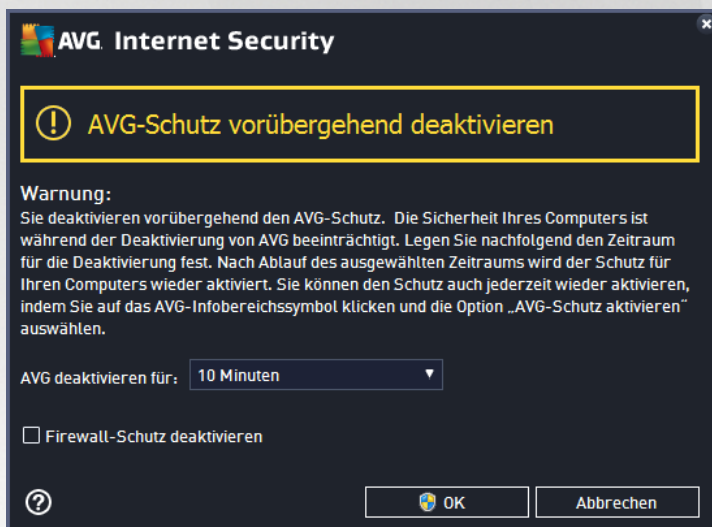 AVG. Internet Security
AVG-Schutz vorübergehend deaktivieren
Warnung:
Sie deaktivieren vorübergehend den AVG-Schutz. Die Sicherheit Ihres Computers ist
während der Deaktivierung von AVG beeinträchtigt. Legen Sie nachfolgend den Zeitraum
für die Deaktivierung fest. Nach Ablauf des ausgewählten Zeitraums wird der Schutz für
Ihren Computers wieder aktiviert. Sie können den Schutz auch jederzeit wieder aktivieren,
indem Sie auf das AVG-Infobereichssymbol klicken und die Option „AVG-Schutz aktivieren“
auswählen.
AVG deaktivieren für: 10 Minuten
Firewall-Schutz deaktivieren
OK Abbrechen